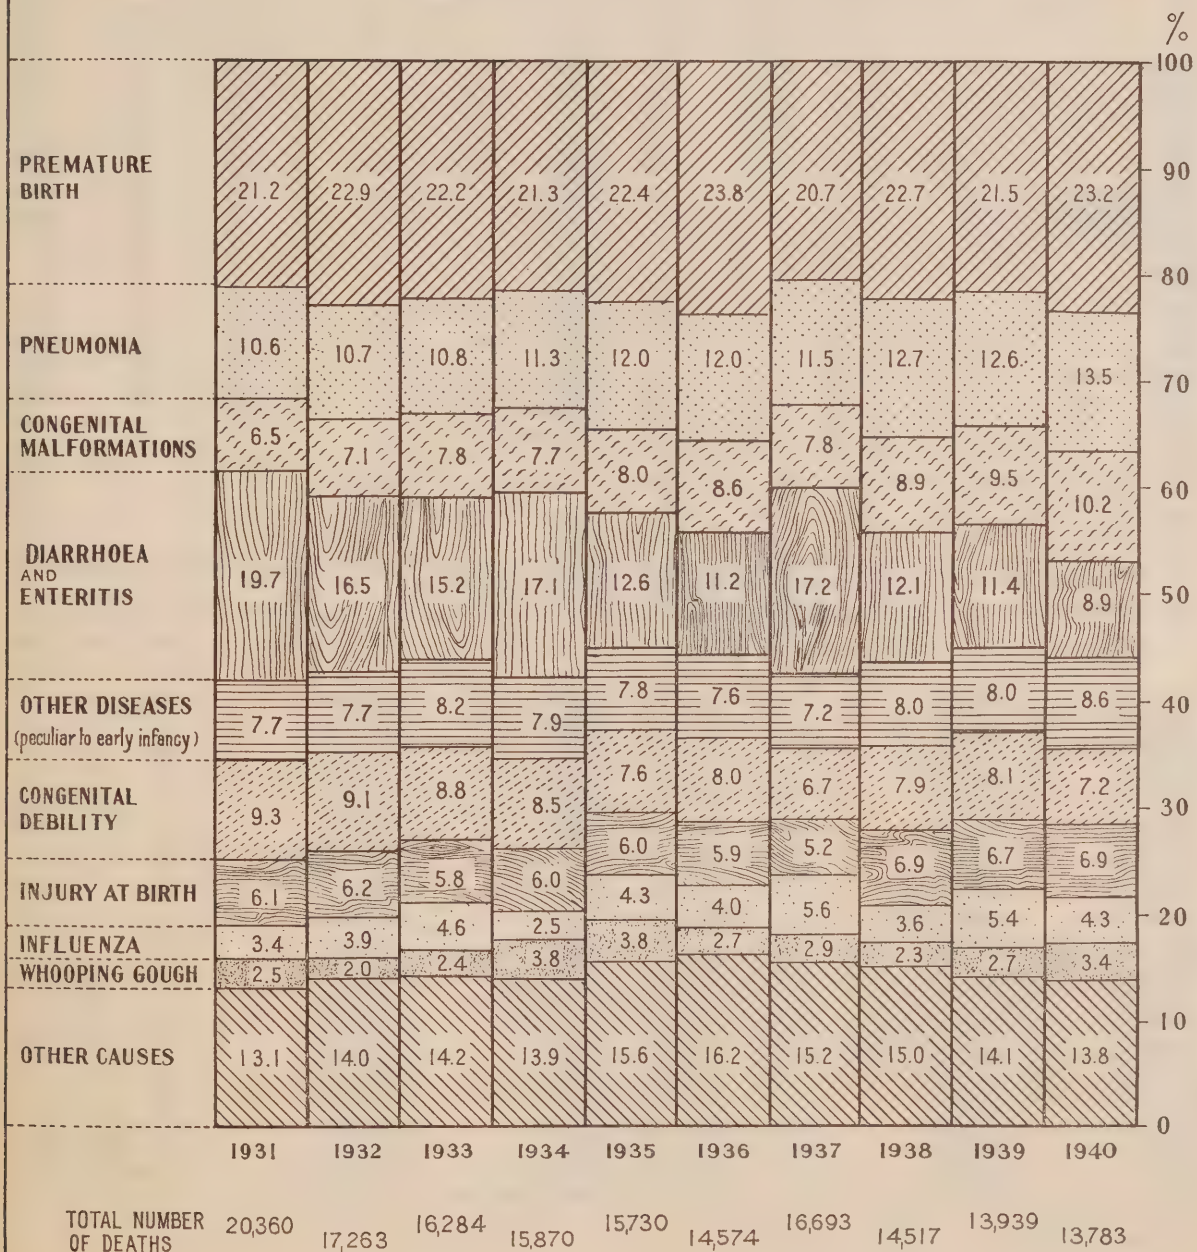 %
100
PREMATURE
BIRTH
21.2 22.9 22.2 21.3 22.4 23.8 20.7 22.7 21.5 23.2
90
80
PNEUMONIA
10.6 10.7 10.8 11.3 12.0 12.0 11.5 12.7 12.6 13.5
70
CONGENITAL
MALFORMATIONS
6.5 7.1 7.8 7.7 8.0 8.6 7.8 8.9 9.5 10.2
60
DIARRHOEA
AND
ENTERITIS
19.7 16.5 15.2 17.1 12.6 11.2 17.2 12.1 11.4 8.9
50
40
OTHER DISEASES
(peculiar to early infancy)
7.7 7.7 8.2 7.9 7.8 7.6 7.2 8.0 8.0 8.6
CONGENITAL
DEBILITY
9.3 9.1 8.8 8.5 7.6 8.0 6.7 7.9 8.1 7.2
30
INJURY AT BIRTH
6.1 6.2 5.8 6.0 6.0 5.9 5.2 6.9 6.7 6.9
20
INFLUENZA
3.4 3.9 4.6 2.5 4.3 4.0 5.6 3.6 5.4 4.3
WHOOPING GOUGH
2.5 2.0 2.4 3.8 3.8 2.7 2.9 2.3 2.7 3.4
10
OTHER CAUSES
13.1 14.0 14.2 13.9 15.6 16.2 15.2 15.0 14.1 13.8
0
1931 1932 1933 1934 1935 1936 1937 1938 1939 1940
TOTAL NUMBER
OF DEATHS
20,360 17,263 16,284 15,870 15,730 14,574 16,693 14,517 13,939 13,783